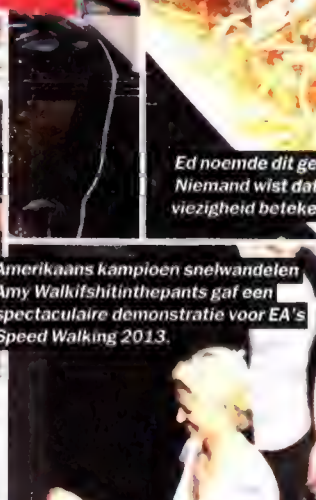 Ed noemde dit ge
Niemand wist dat
viezigheid beteke
Amerikaans kampioen snelwandelen
Amy Walkifshitinthepants gaf een
spectaculaire demonstratie voor EA's
Speed Walking 2013.